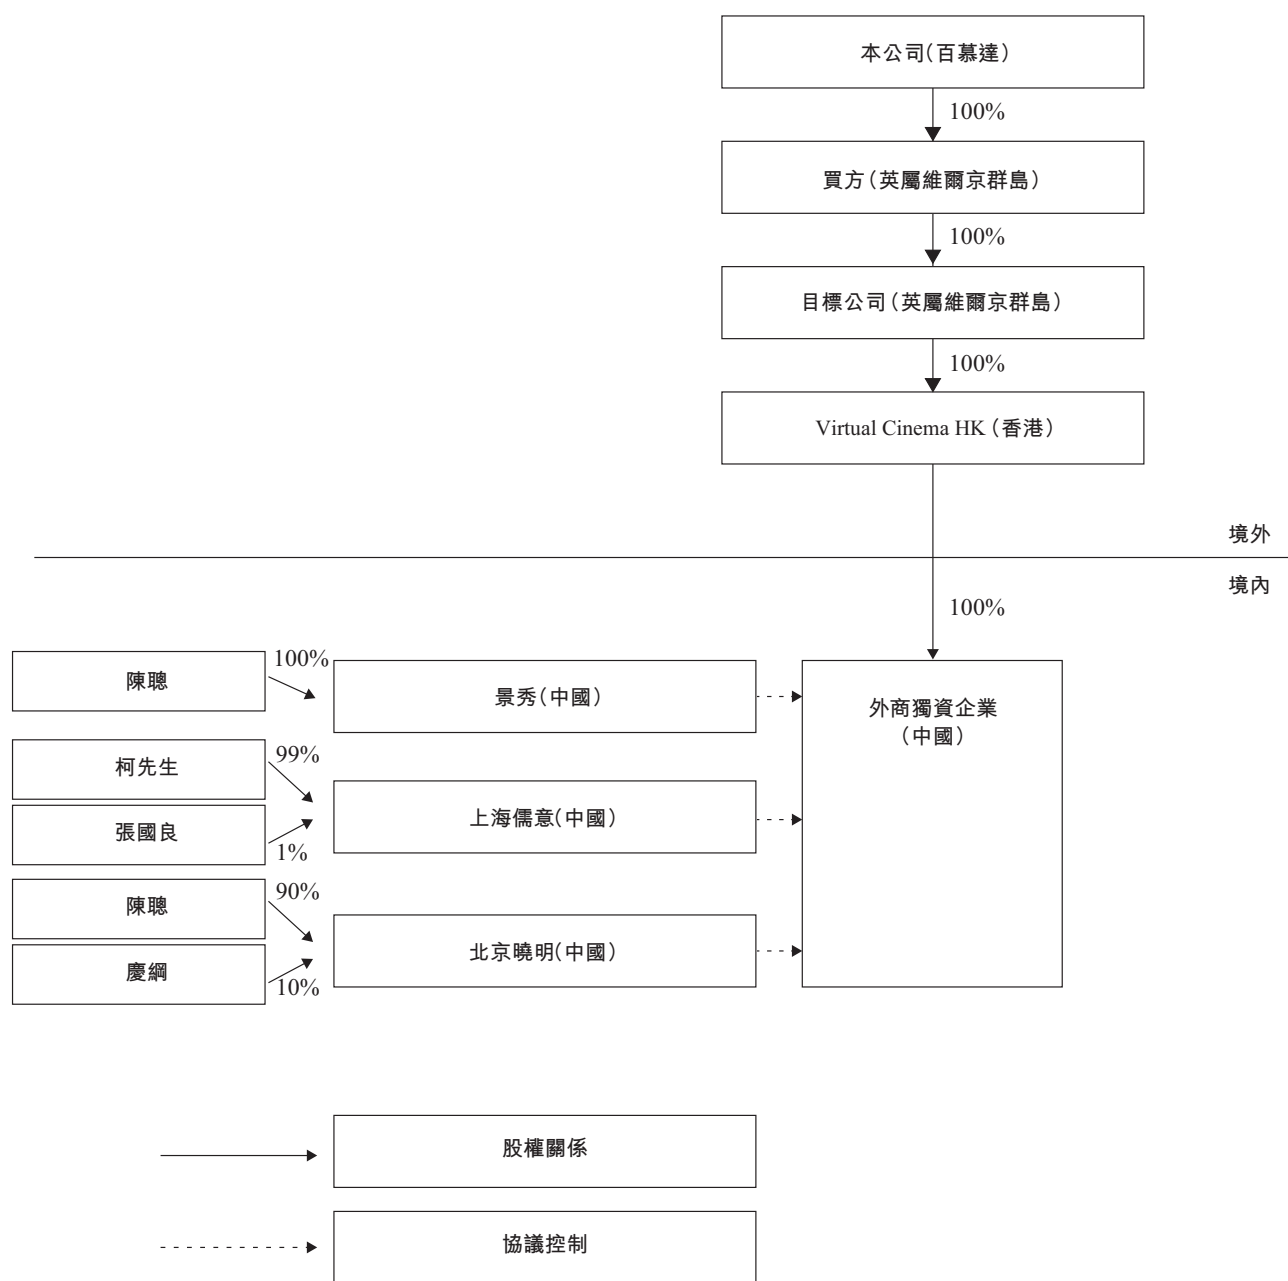 本公司(百慕達)
100%
買方(英屬維爾京群島)
100%
目標公司(英屬維爾京群島)
100%
Virtual Cinema HK(香港)
境外
境內
100%
陳聰
100%
景秀(中國)
外商獨資企業
(中國)
柯先生
99%
張國良
1%
上海儒意(中國)
陳聰
90%
慶綱
10%
北京曉明(中國)
股權關係
協議控制